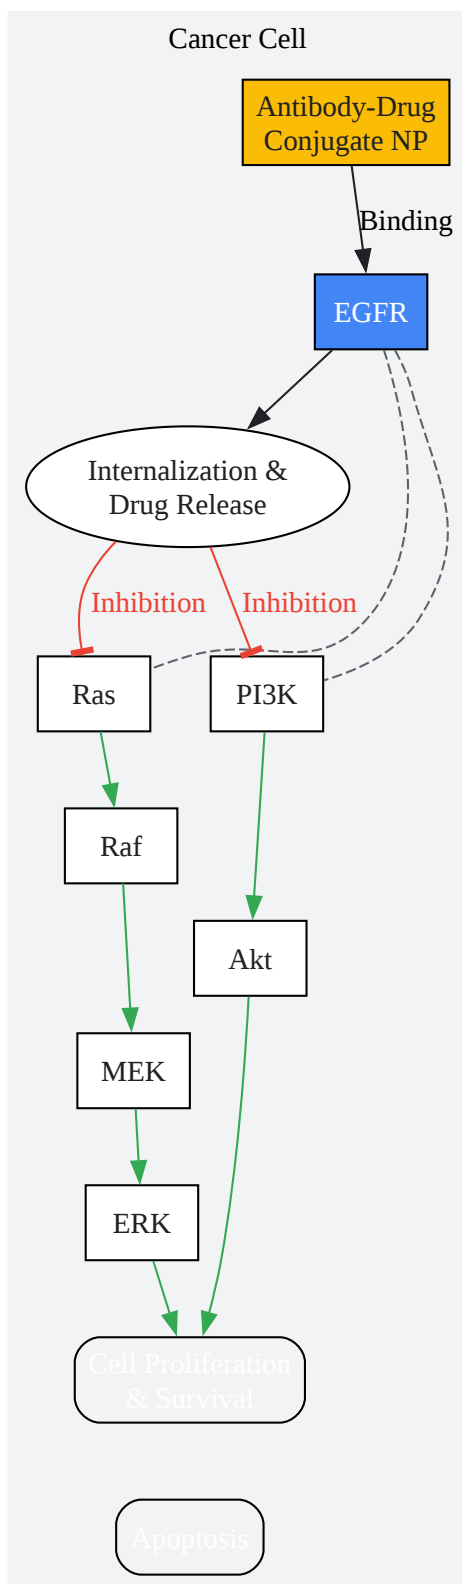 Cancer Cell
Antibody-Drug
Conjugate NP
Binding
EGFR
Internalization &
Drug Release
Inhibition
Inhibition
Ras
PI3K
Raf
Akt
MEK
ERK
Cell Proliferation
& Survival
Apoptosis